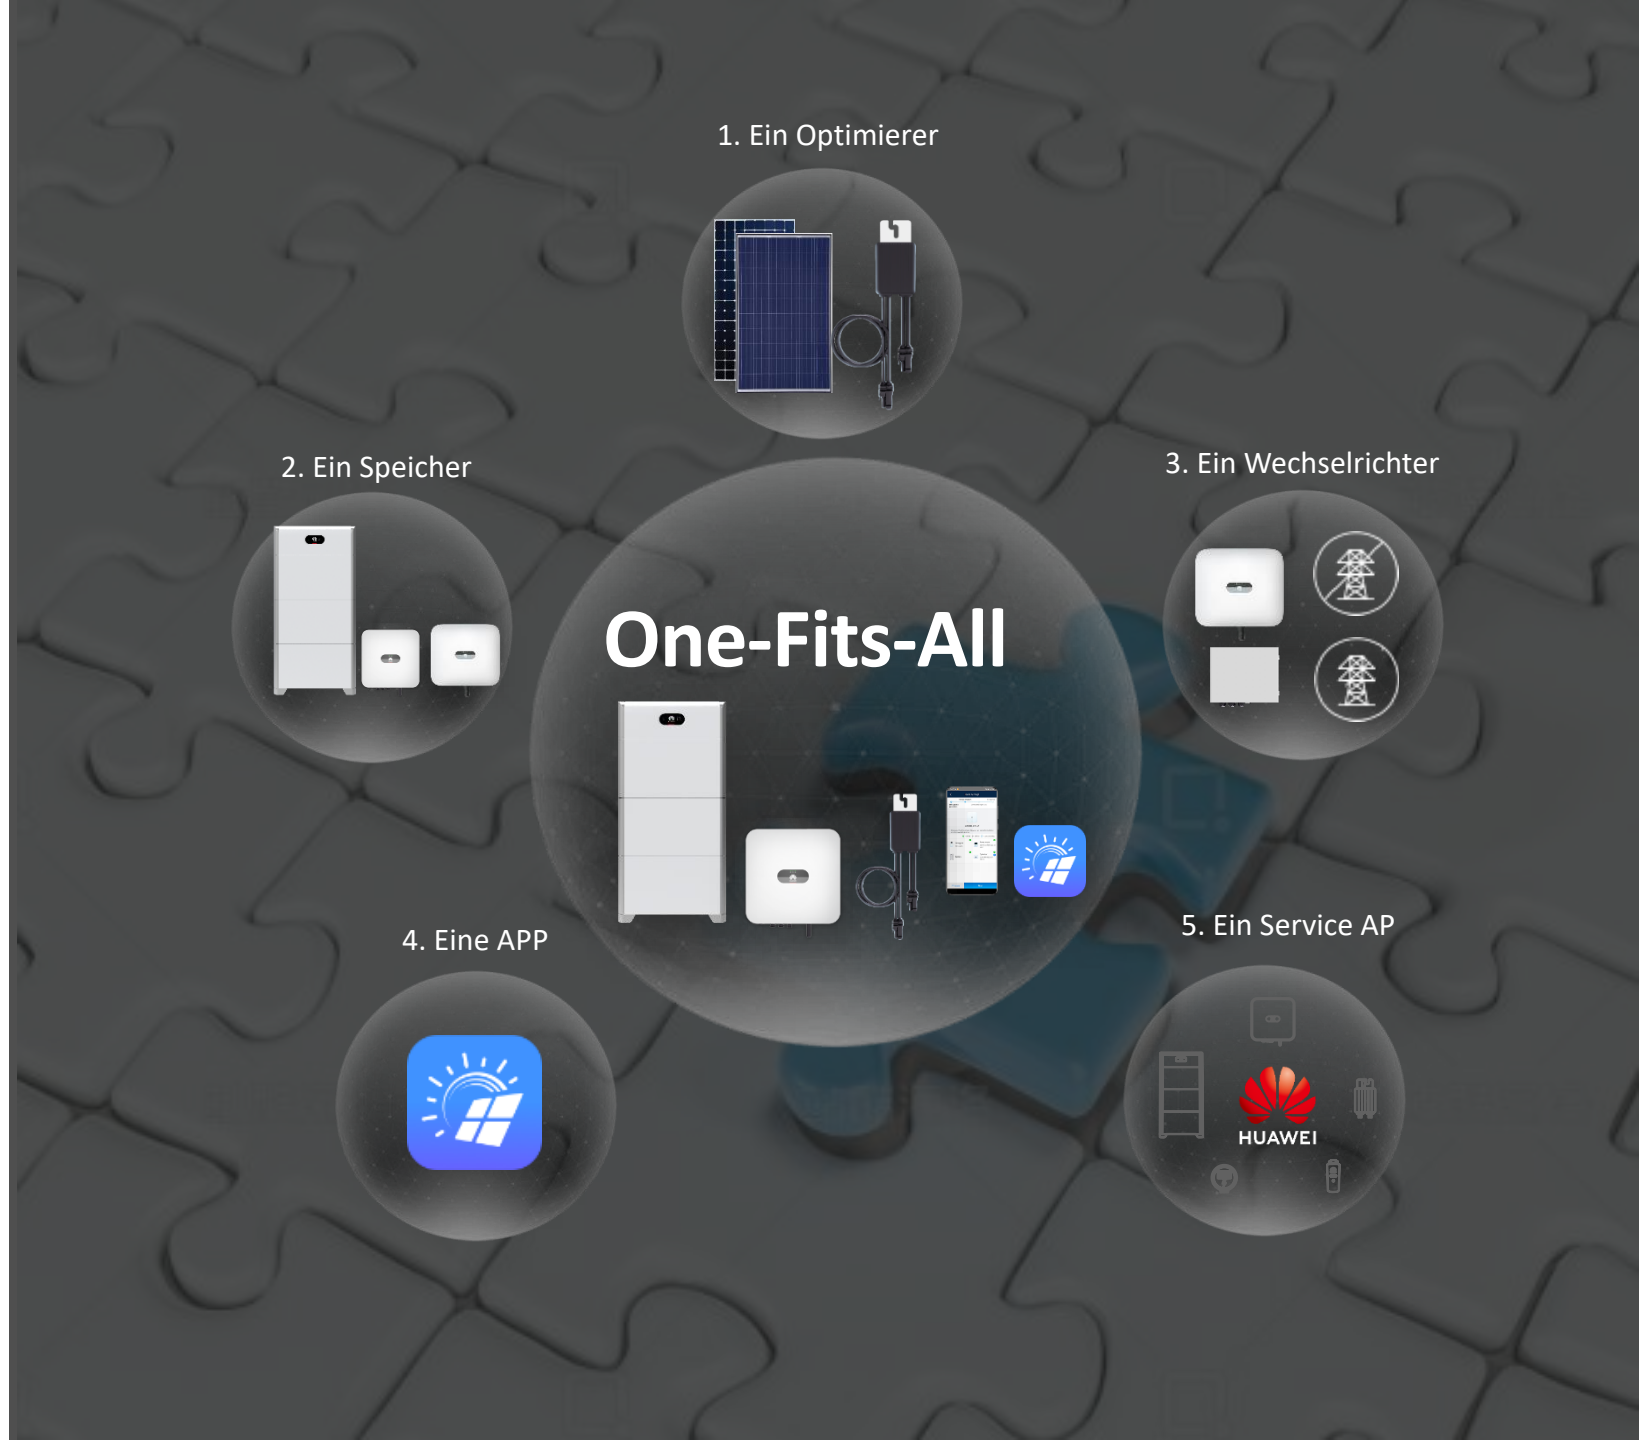 1. Ein Optimierer
2. Ein Speicher
3. Ein Wechselrichter
One-Fits-All
4. Eine APP
5. Ein Service AP
HUAWEI